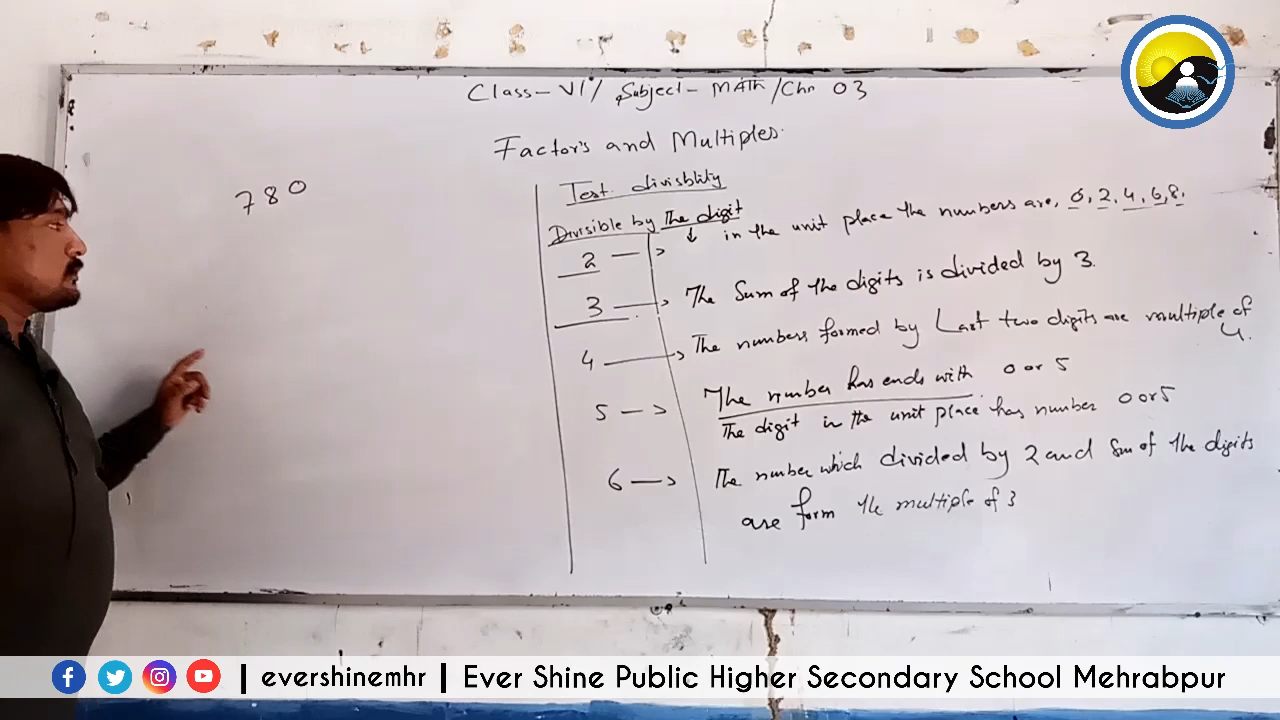 Class-VI / Subject - MATH / Chp 03
Factor's and Multiples.
780
Test divisblity
Divisible by The digit
2 → in the unit place the numbers are, 0, 2, 4, 6, 8.
3 → The Sum of the digits is divided by 3.
4 → The numbers formed by Last two digits are multiple of 4.
5 → The number has ends with 0 or 5
The digit in the unit place has number 0 or 5
6 → The number which divided by 2 and Sum of the digits
are form the multiple of 3
| evershinemhr | Ever Shine Public Higher Secondary School Mehrabpur